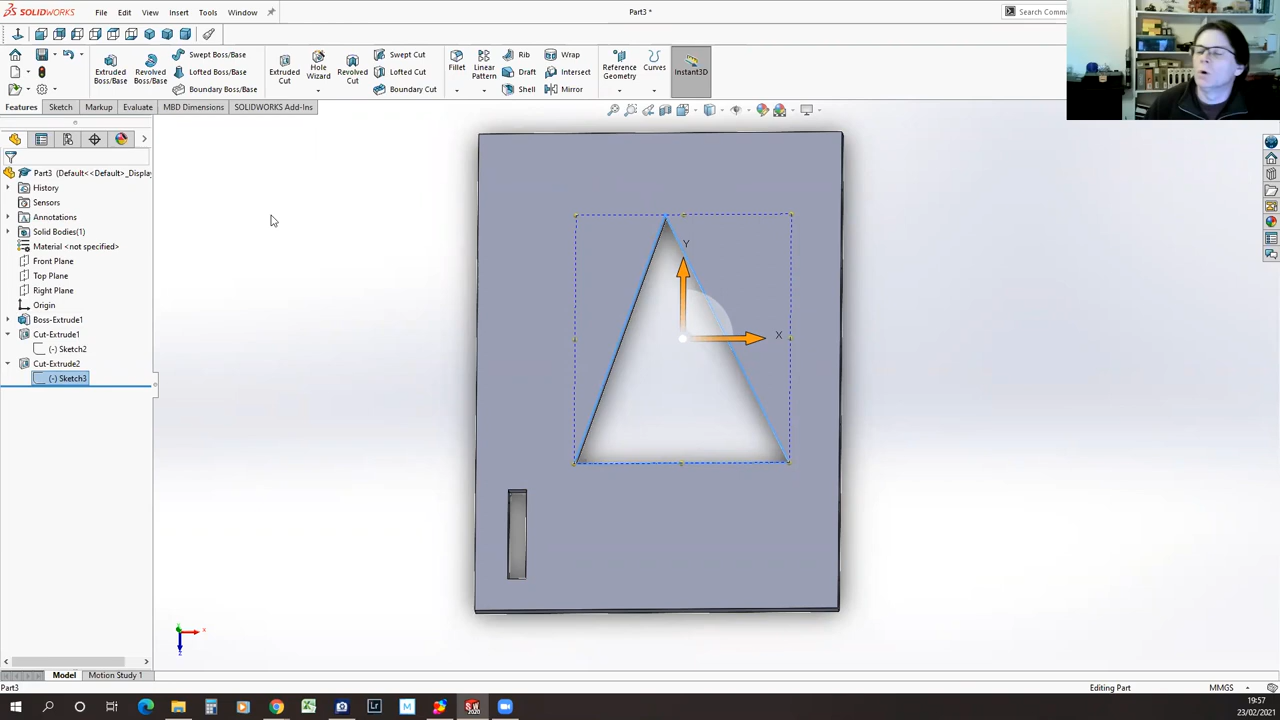 SOLIDWORKS File Edit View Insert Tools Window Part3 * Search Comma
Extruded Boss/Base
Revolved Boss/Base
Swept Boss/Base
Lofted Boss/Base
Boundary Boss/Base
Extruded Cut
Hole Wizard
Revolved Cut
Swept Cut
Lofted Cut
Boundary Cut
Fillet
Linear Pattern
Rib
Draft
Shell
Wrap
Intersect
Mirror
Reference Geometry
Curves
Instant3D
Features Sketch Markup Evaluate MBD Dimensions SOLIDWORKS Add-Ins
Part3 (Default<<Default>_Displa
History
Sensors
Annotations
Solid Bodies(1)
Material <not specified>
Front Plane
Top Plane
Right Plane
Origin
Boss-Extrude1
Cut-Extrude1
(-) Sketch2
Cut-Extrude2
(-) Sketch3
Y
X
Model Motion Study 1
Part3 Editing Part MMGS
19:57
23/02/2021